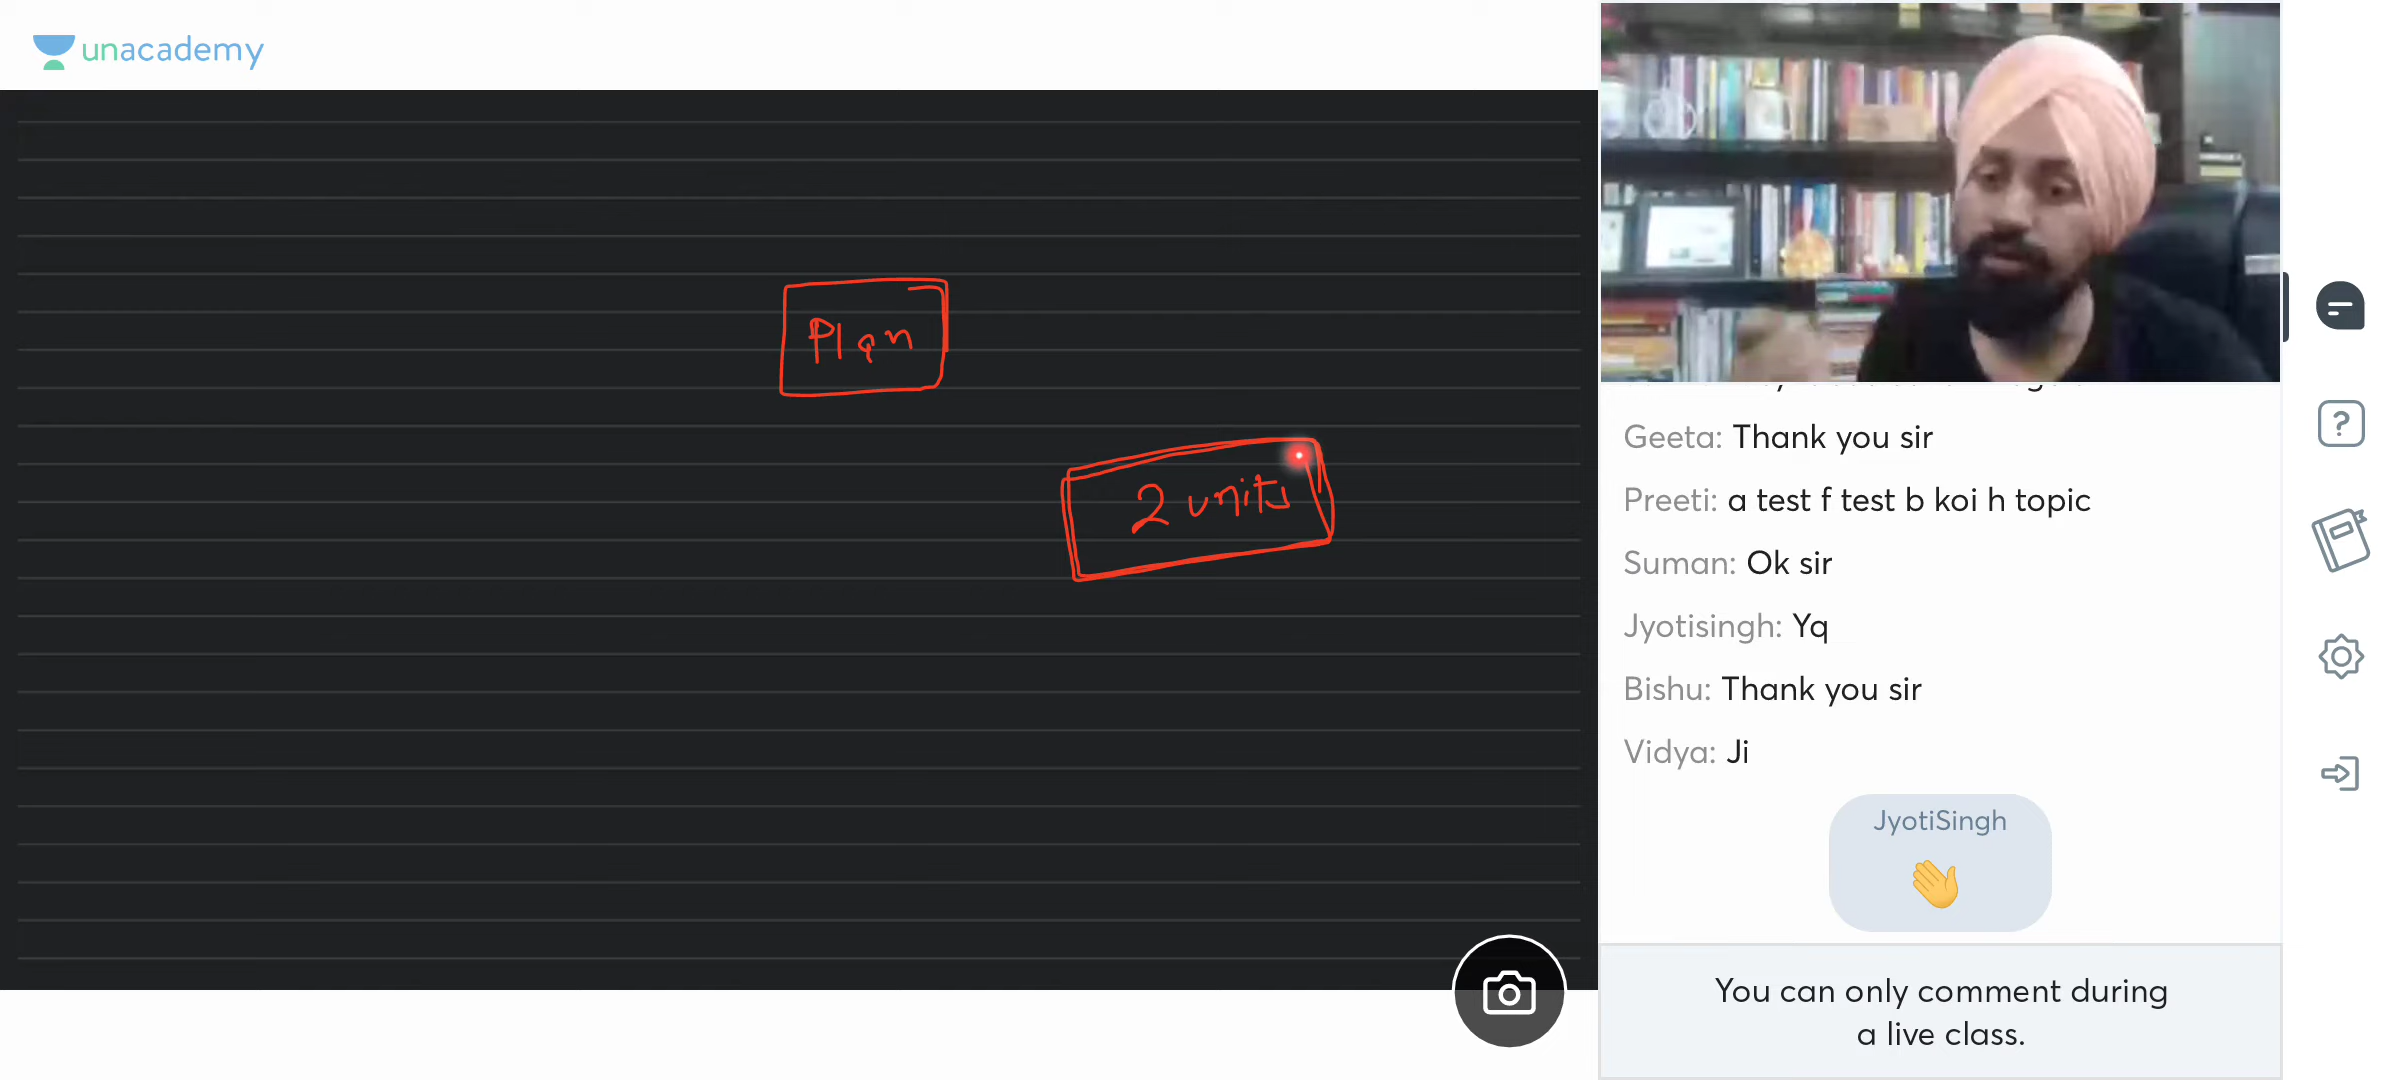 unacademy
Plan
2 units
Geeta: Thank you sir
Preeti: a test f test b koi h topic
Suman: Ok sir
Jyotisingh: Yq
Bishu: Thank you sir
Vidya: Ji
JyotiSingh
You can only comment during
a live class.